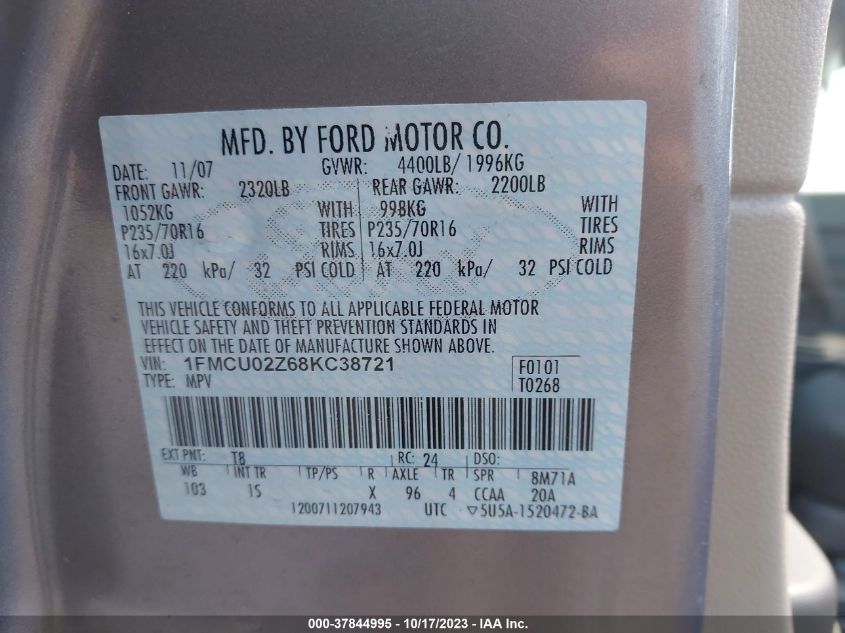 MFD. BY FORD MOTOR CO.
DATE: 11/07 GVWR: 4400LB/ 1996KG
FRONT GAWR: 2320LB REAR GAWR: 2200LB
1052KG WITH 998KG WITH
P235/70R16 TIRES P235/70R16 TIRES
16x7.0J RIMS 16x7.0J RIMS
AT 220 kPa/ 32 PSI COLD AT 220 kPa/ 32 PSI COLD
THIS VEHICLE CONFORMS TO ALL APPLICABLE FEDERAL MOTOR
VEHICLE SAFETY AND THEFT PREVENTION STANDARDS IN
EFFECT ON THE DATE OF MANUFACTURE SHOWN ABOVE.
VIN: 1FMCU02Z68KC38721 F0101
TYPE: MPV T0268
EXT PNT: T8 RC: 24 DSO:
WB INT TR TP/PS R AXLE TR SPR 8M71A
103 IS X 96 4 CCAA 20A
1200711207943 UTC ▽5U5A-1520472-BA
000-37844995 - 10/17/2023 - IAA Inc.